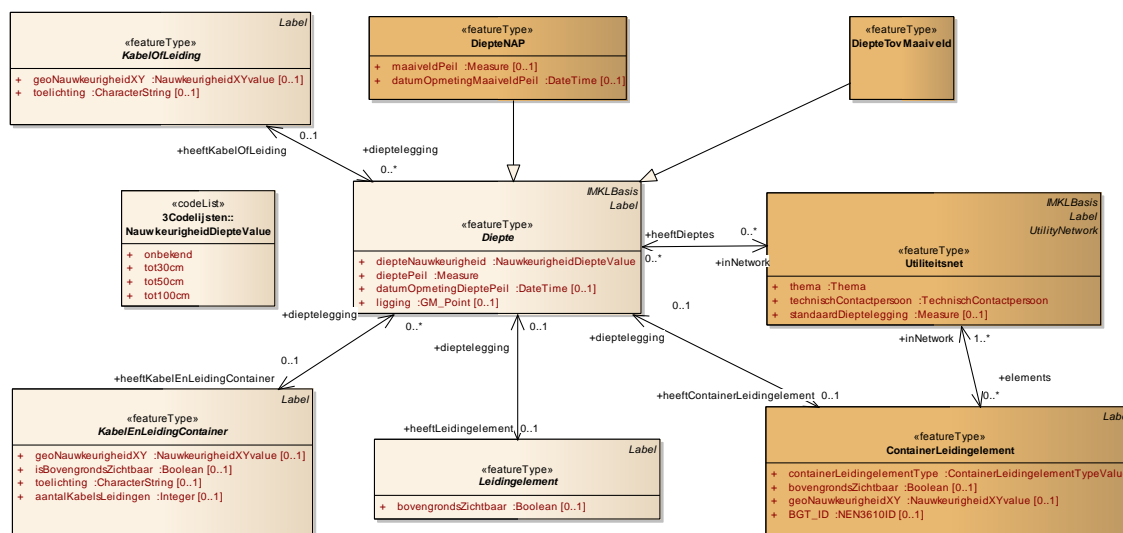 Label
«featureType»
KabelOfLeiding
+ geoNauwkeurigheidXY :NauwkeurigheidXYvalue [0..1]
+ toelichting :CharacterString [0..1]
«featureType»
DiepteNAP
+ maaiveldPeil :Measure [0..1]
+ datumOpmetingMaaiveldPeil :DateTime [0..1]
«featureType»
DiepteTovMaaiveld
0..1
+heeftKabelOfLeiding
+dieptelegging
0..*
«codeList»
3Codelijsten::
NauwkeurigheidDiepteValue
+ onbekend
+ tot30cm
+ tot50cm
+ tot100cm
IMKLBasis
Label
«featureType»
Diepte
+ diepteNauwkeurigheid :NauwkeurigheidDiepteValue
+ dieptePeil :Measure
+ datumOpmetingDieptePeil :DateTime [0..1]
+ ligging :GM_Point [0..1]
+heeftDieptes
0..*
0..*
+inNetwork
IMKLBasis
Label
UtilityNetwork
«featureType»
Utiliteitsnet
+ thema :Thema
+ technischContactpersoon :TechnischContactpersoon
+ standaardDieptelegging :Measure [0..1]
+dieptelegging
0..*
0..1
+heeftKabelEnLeidingContainer
0..1
+dieptelegging
+heeftLeidingelement
0..1
0..1
+dieptelegging
+heeftContainerLeidingelement
0..1
+inNetwork
1..*
+elements
0..*
Label
«featureType»
KabelEnLeidingContainer
+ geoNauwkeurigheidXY :NauwkeurigheidXYvalue [0..1]
+ isBovengrondsZichtbaar :Boolean [0..1]
+ toelichting :CharacterString [0..1]
+ aantalKabelsLeidingen :Integer [0..1]
Label
«featureType»
Leidingelement
+ bovengrondsZichtbaar :Boolean [0..1]
Labe
«featureType»
ContainerLeidingelement
+ containerLeidingelementType :ContainerLeidingelementTypeValue
+ bovengrondsZichtbaar :Boolean [0..1]
+ geoNauwkeurigheidXY :NauwkeurigheidXYvalue [0..1]
+ BGT_ID :NEN3610ID [0..1]